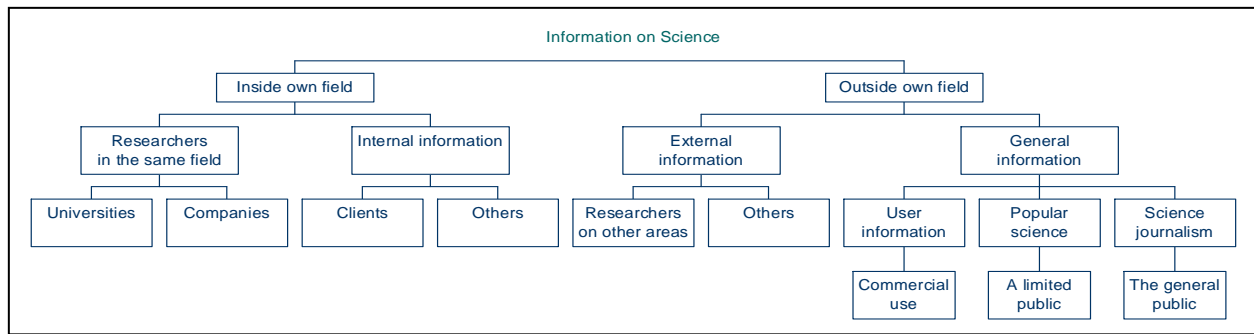 Information on Science
Inside own field
Outside own field
Researchers
in the same field
Internal information
External
information
General
information
Universities
Companies
Clients
Others
Researchers
on other areas
Others
User
information
Popular
science
Science
journalism
Commercial
use
A limited
public
The general
public